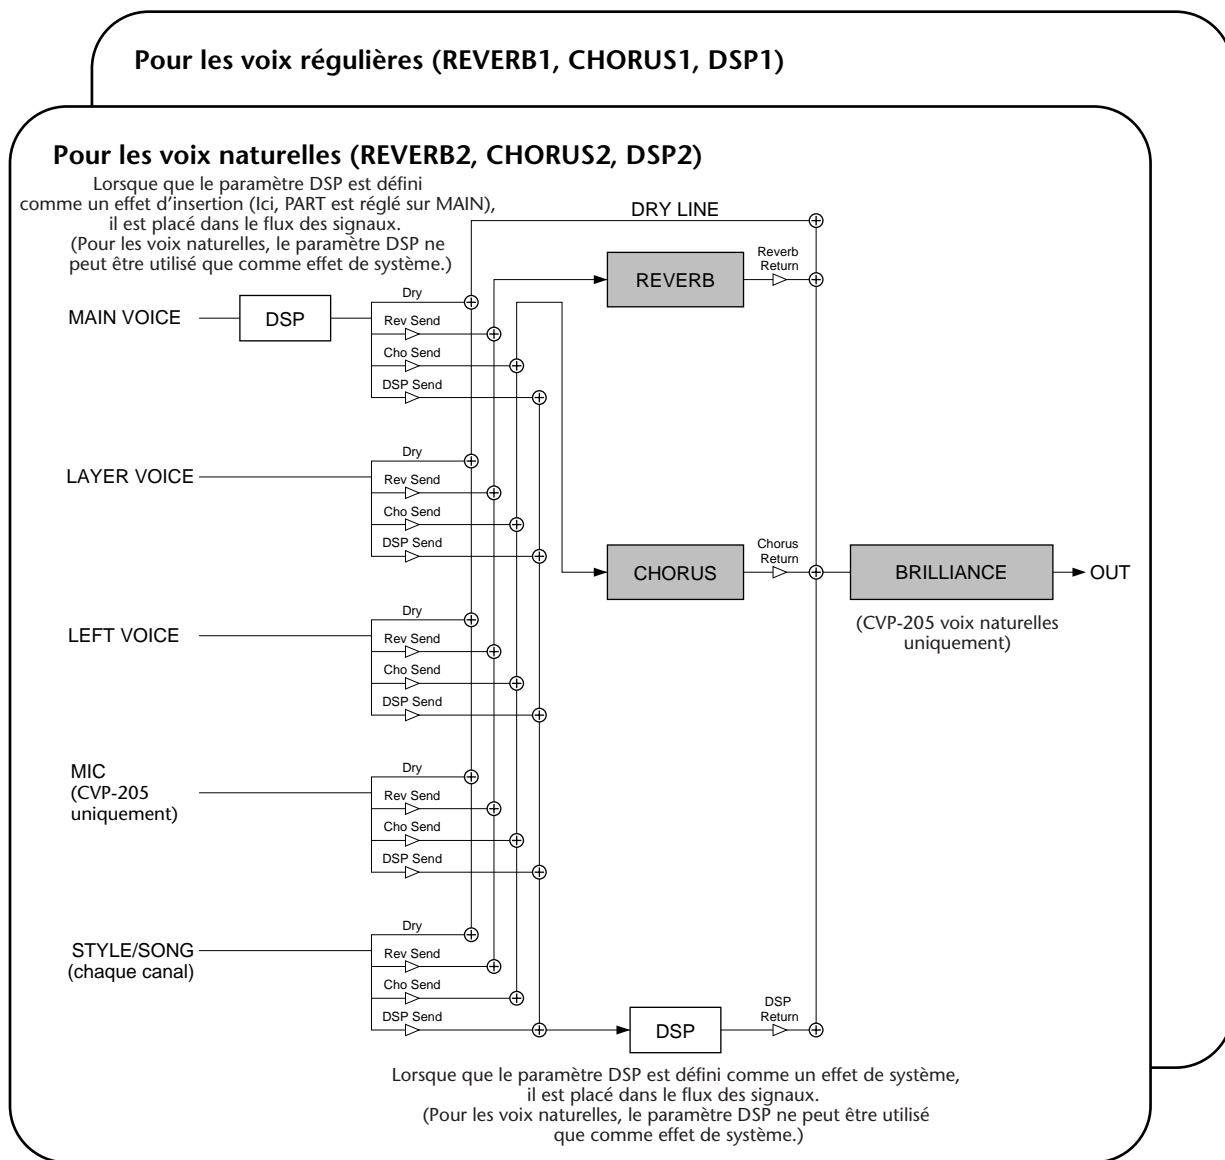 Pour les voix régulières (REVERB1, CHORUS1, DSP1)
Pour les voix naturelles (REVERB2, CHORUS2, DSP2)
Lorsque que le paramètre DSP est défini
comme un effet d'insertion (Ici, PART est réglé sur MAIN),
il est placé dans le flux des signaux.
(Pour les voix naturelles, le paramètre DSP ne
peut être utilisé que comme effet de système.)
DRY LINE
REVERB
Reverb
Return
MAIN VOICE
DSP
Dry
Rev Send
Cho Send
DSP Send
LAYER VOICE
Dry
Rev Send
Cho Send
DSP Send
CHORUS
Chorus
Return
BRILLIANCE
OUT
(CVP-205 voix naturelles
uniquement)
LEFT VOICE
Dry
Rev Send
Cho Send
DSP Send
MIC
(CVP-205
uniquement)
Dry
Rev Send
Cho Send
DSP Send
STYLE/SONG
(chaque canal)
Dry
Rev Send
Cho Send
DSP Send
DSP
DSP
Return
Lorsque que le paramètre DSP est défini comme un effet de système,
il est placé dans le flux des signaux.
(Pour les voix naturelles, le paramètre DSP ne peut être utilisé
que comme effet de système.)